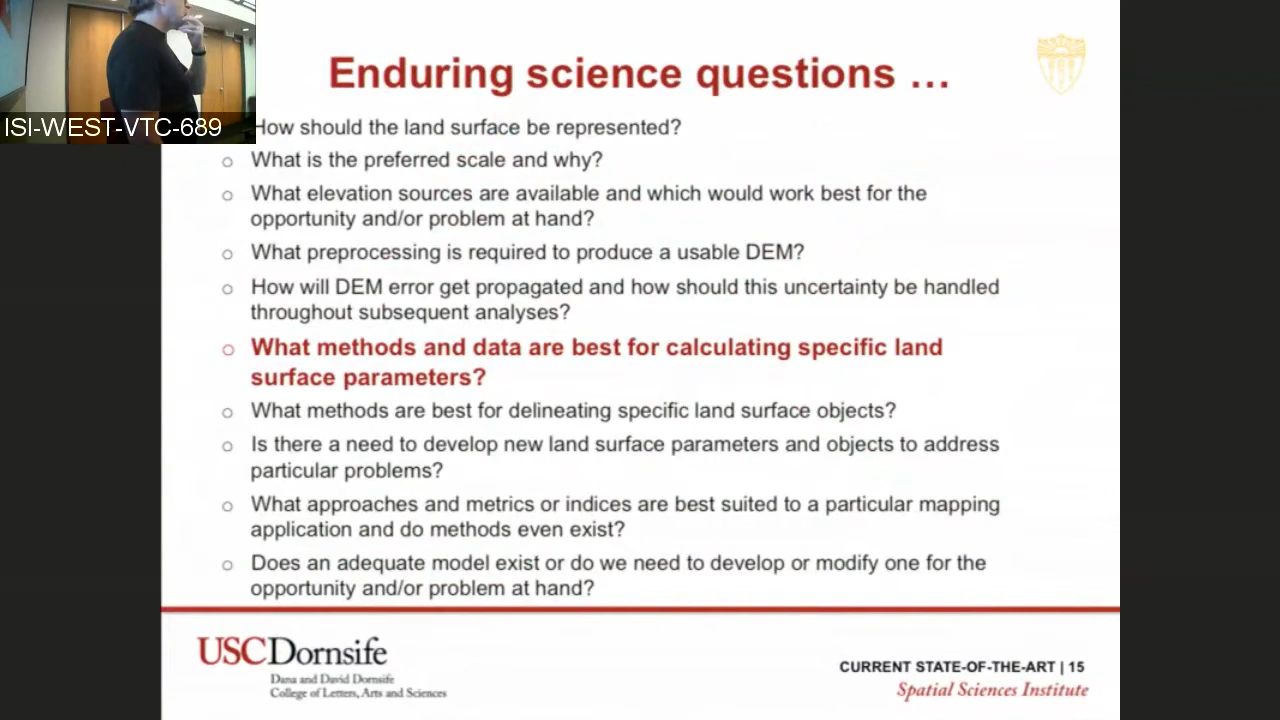 Enduring science questions …
ISI-WEST-VTC-689
How should the land surface be represented?
o What is the preferred scale and why?
o What elevation sources are available and which would work best for the
opportunity and/or problem at hand?
o What preprocessing is required to produce a usable DEM?
o How will DEM error get propagated and how should this uncertainty be handled
throughout subsequent analyses?
o What methods and data are best for calculating specific land
surface parameters?
o What methods are best for delineating specific land surface objects?
o Is there a need to develop new land surface parameters and objects to address
particular problems?
o What approaches and metrics or indices are best suited to a particular mapping
application and do methods even exist?
o Does an adequate model exist or do we need to develop or modify one for the
opportunity and/or problem at hand?
USCDornsife
Dana and David Dornsife
College of Letters, Arts and Sciences
CURRENT STATE-OF-THE-ART | 15
Spatial Sciences Institute